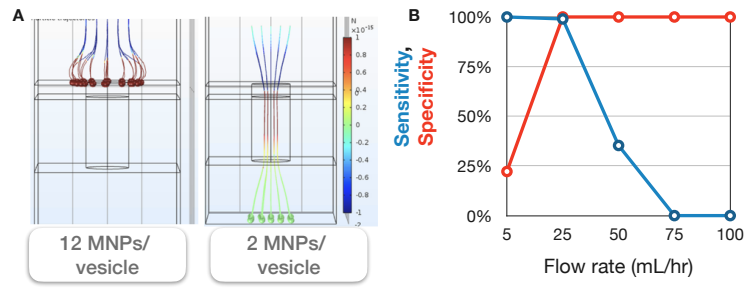 A
N
×10⁻¹⁵
1
0.8
0.6
0.4
0.2
0
-0.2
-0.4
-0.6
-0.8
-1
-2
12 MNPs/
vesicle
2 MNPs/
vesicle
B
Sensitivity,
Specificity
100%
75%
50%
25%
0%
5
25
50
75
100
Flow rate (mL/hr)